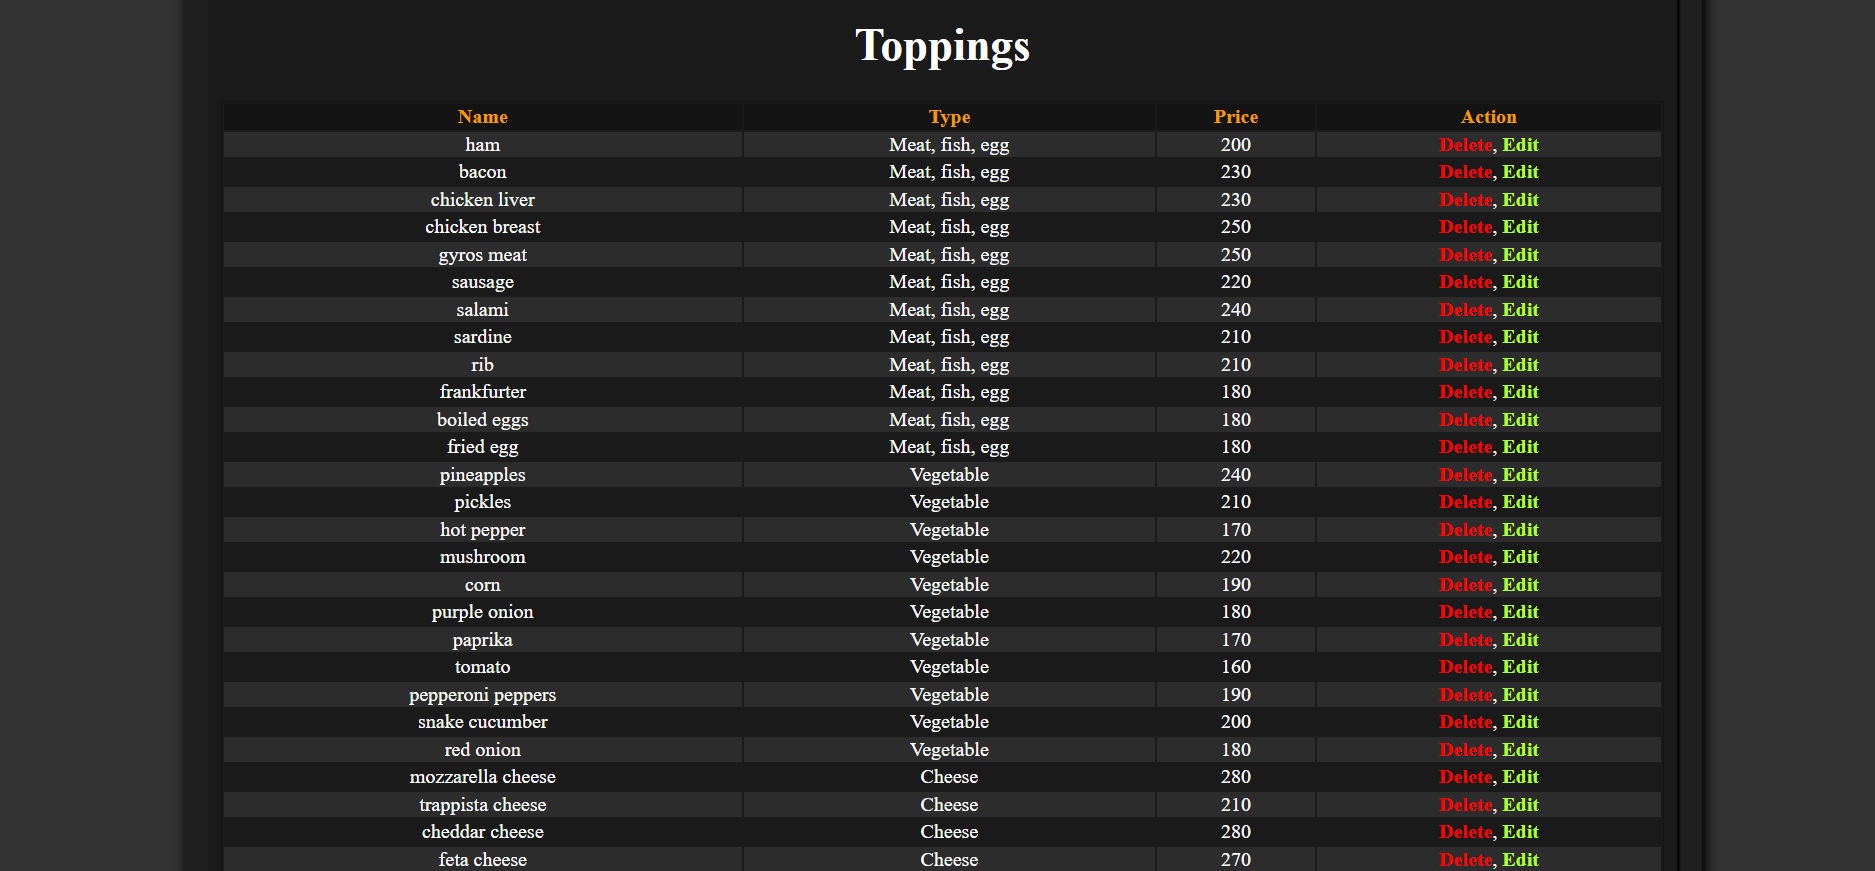 Toppings
Name Type Price Action
ham Meat, fish, egg 200 Delete, Edit
bacon Meat, fish, egg 230 Delete, Edit
chicken liver Meat, fish, egg 230 Delete, Edit
chicken breast Meat, fish, egg 250 Delete, Edit
gyros meat Meat, fish, egg 250 Delete, Edit
sausage Meat, fish, egg 220 Delete, Edit
salami Meat, fish, egg 240 Delete, Edit
sardine Meat, fish, egg 210 Delete, Edit
rib Meat, fish, egg 210 Delete, Edit
frankfurter Meat, fish, egg 180 Delete, Edit
boiled eggs Meat, fish, egg 180 Delete, Edit
fried egg Meat, fish, egg 180 Delete, Edit
pineapples Vegetable 240 Delete, Edit
pickles Vegetable 210 Delete, Edit
hot pepper Vegetable 170 Delete, Edit
mushroom Vegetable 220 Delete, Edit
corn Vegetable 190 Delete, Edit
purple onion Vegetable 180 Delete, Edit
paprika Vegetable 170 Delete, Edit
tomato Vegetable 160 Delete, Edit
pepperoni peppers Vegetable 190 Delete, Edit
snake cucumber Vegetable 200 Delete, Edit
red onion Vegetable 180 Delete, Edit
mozzarella cheese Cheese 280 Delete, Edit
trappista cheese Cheese 210 Delete, Edit
cheddar cheese Cheese 280 Delete, Edit
feta cheese Cheese 270 Delete, Edit